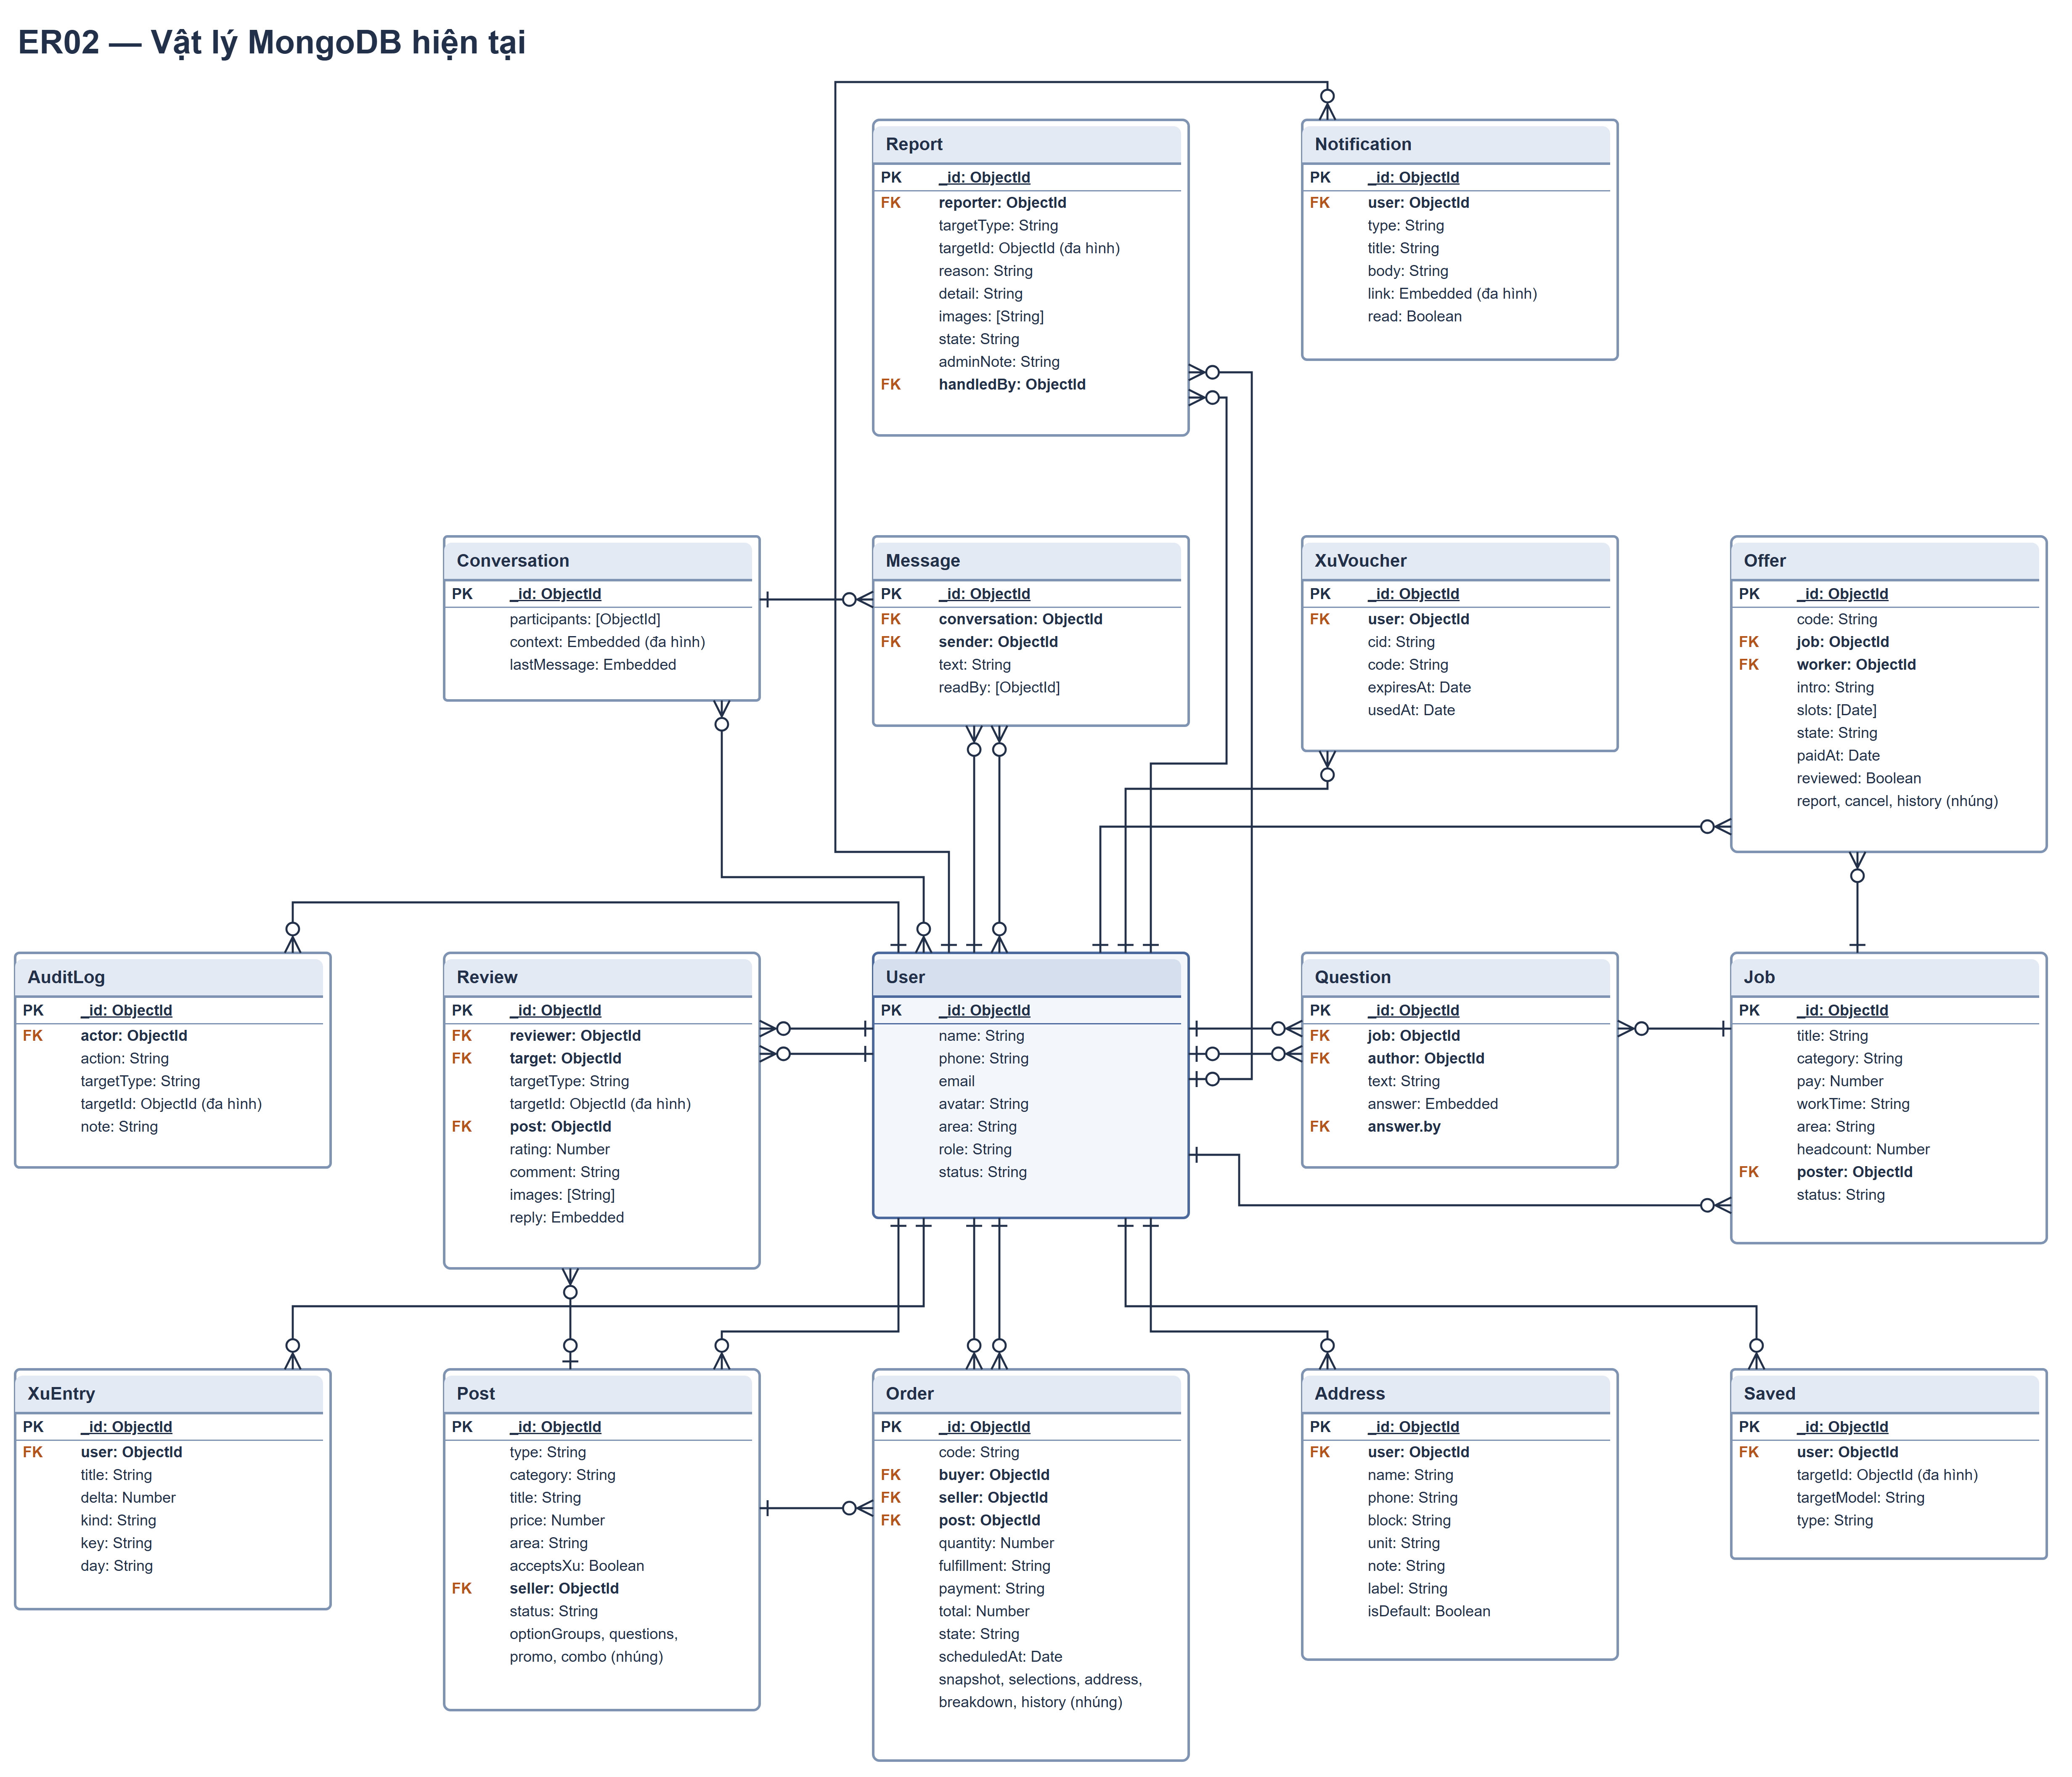 ER02 — Vật lý MongoDB hiện tại
Report
PK _id: ObjectId
FK reporter: ObjectId
targetType: String
targetId: ObjectId (đa hình)
reason: String
detail: String
images: [String]
state: String
adminNote: String
FK handledBy: ObjectId
Notification
PK _id: ObjectId
FK user: ObjectId
type: String
title: String
body: String
link: Embedded (đa hình)
read: Boolean
Conversation
PK _id: ObjectId
participants: [ObjectId]
context: Embedded (đa hình)
lastMessage: Embedded
Message
PK _id: ObjectId
FK conversation: ObjectId
FK sender: ObjectId
text: String
readBy: [ObjectId]
XuVoucher
PK _id: ObjectId
FK user: ObjectId
cid: String
code: String
expiresAt: Date
usedAt: Date
Offer
PK _id: ObjectId
code: String
FK job: ObjectId
FK worker: ObjectId
intro: String
slots: [Date]
state: String
paidAt: Date
reviewed: Boolean
report, cancel, history (nhúng)
AuditLog
PK _id: ObjectId
FK actor: ObjectId
action: String
targetType: String
targetId: ObjectId (đa hình)
note: String
Review
PK _id: ObjectId
FK reviewer: ObjectId
FK target: ObjectId
targetType: String
targetId: ObjectId (đa hình)
FK post: ObjectId
rating: Number
comment: String
images: [String]
reply: Embedded
User
PK _id: ObjectId
name: String
phone: String
email
avatar: String
area: String
role: String
status: String
Question
PK _id: ObjectId
FK job: ObjectId
FK author: ObjectId
text: String
answer: Embedded
FK answer.by
Job
PK _id: ObjectId
title: String
category: String
pay: Number
workTime: String
area: String
headcount: Number
FK poster: ObjectId
status: String
XuEntry
PK _id: ObjectId
FK user: ObjectId
title: String
delta: Number
kind: String
key: String
day: String
Post
PK _id: ObjectId
type: String
category: String
title: String
price: Number
area: String
acceptsXu: Boolean
FK seller: ObjectId
status: String
optionGroups, questions,
promo, combo (nhúng)
Order
PK _id: ObjectId
code: String
FK buyer: ObjectId
FK seller: ObjectId
FK post: ObjectId
quantity: Number
fulfillment: String
payment: String
total: Number
state: String
scheduledAt: Date
snapshot, selections, address,
breakdown, history (nhúng)
Address
PK _id: ObjectId
FK user: ObjectId
name: String
phone: String
block: String
unit: String
note: String
label: String
isDefault: Boolean
Saved
PK _id: ObjectId
FK user: ObjectId
targetId: ObjectId (đa hình)
targetModel: String
type: String